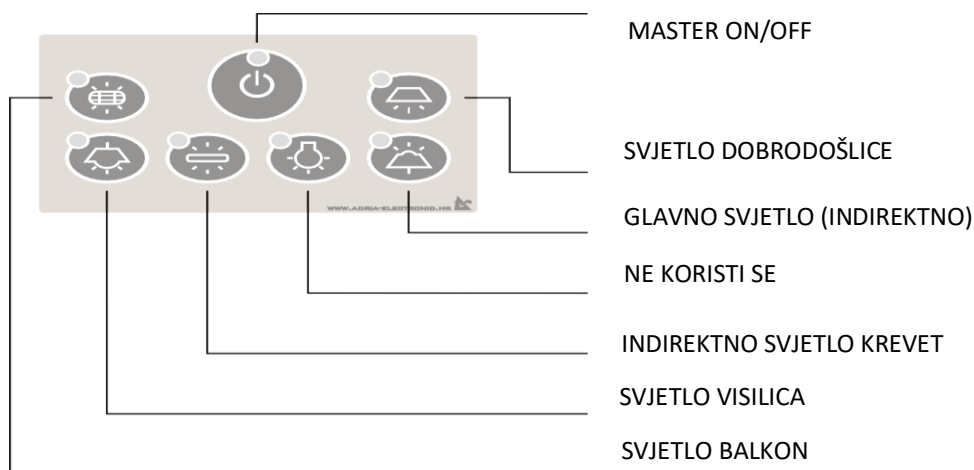 MASTER ON/OFF
SVJETLO DOBRODOŠLICE
WWW.ADRIA-ELECTRONIC.HR
GLAVNO SVJETLO (INDIREKTNO)
NE KORISTI SE
INDIREKTNO SVJETLO KREVET
SVJETLO VISILICA
SVJETLO BALKON